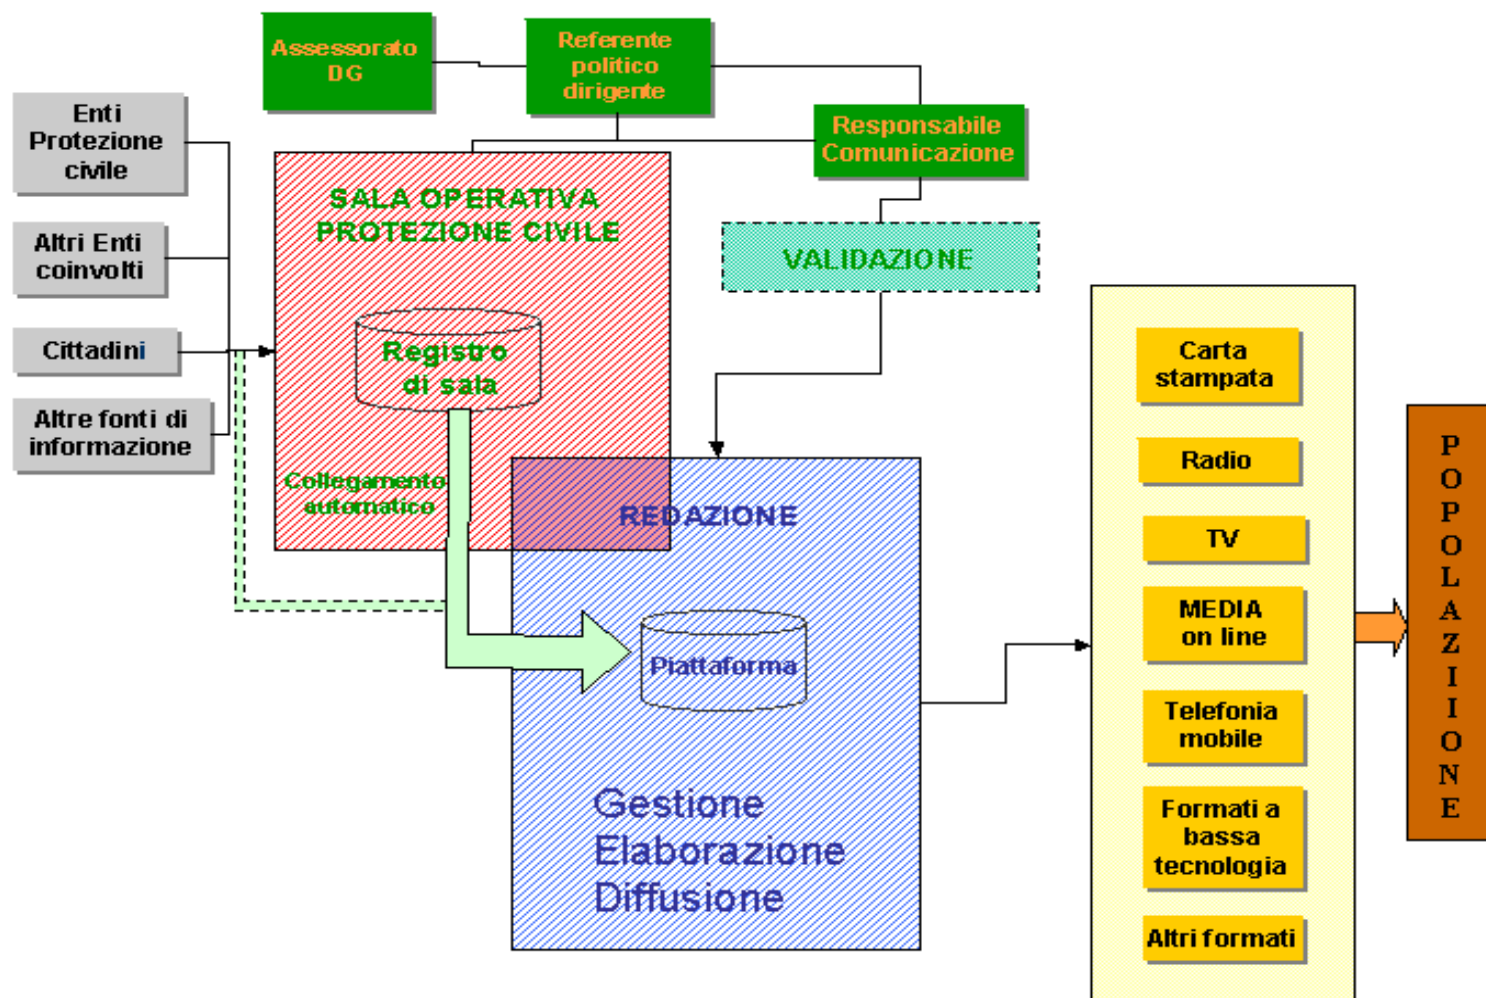 Assessorato
DG
Referente
politico
dirigente
Responsabile
Comunicazione
Enti
Protezione
civile
Altri Enti
coinvolti
Cittadini
Altre fonti di
informazione
SALA OPERATIVA
PROTEZIONE CIVILE
Registro
di sala
Collegamento
automatico
VALIDAZIONE
REDAZIONE
Piattaforma
Gestione
Elaborazione
Diffusione
Carta
stampata
Radio
TV
MEDIA
on line
Telefonia
mobile
Formati a
bassa
tecnologia
Altri formati
P
O
P
O
L
A
Z
I
I
O
N
E